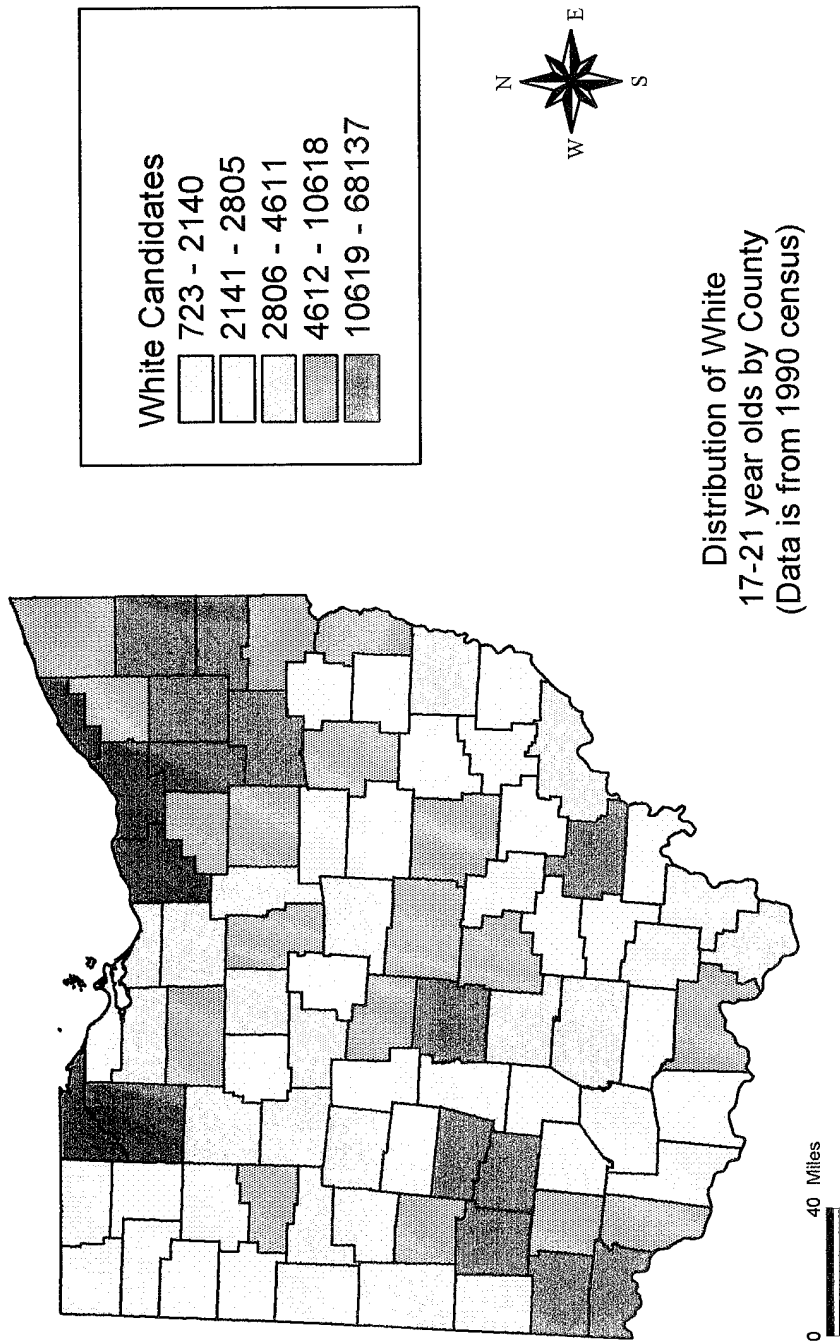 White Candidates
723 - 2140
2141 - 2805
2806 - 4611
4612 - 10618
10619 - 68137
N
W
E
S
Distribution of White
17-21 year olds by County
(Data is from 1990 census)
0
40 Miles